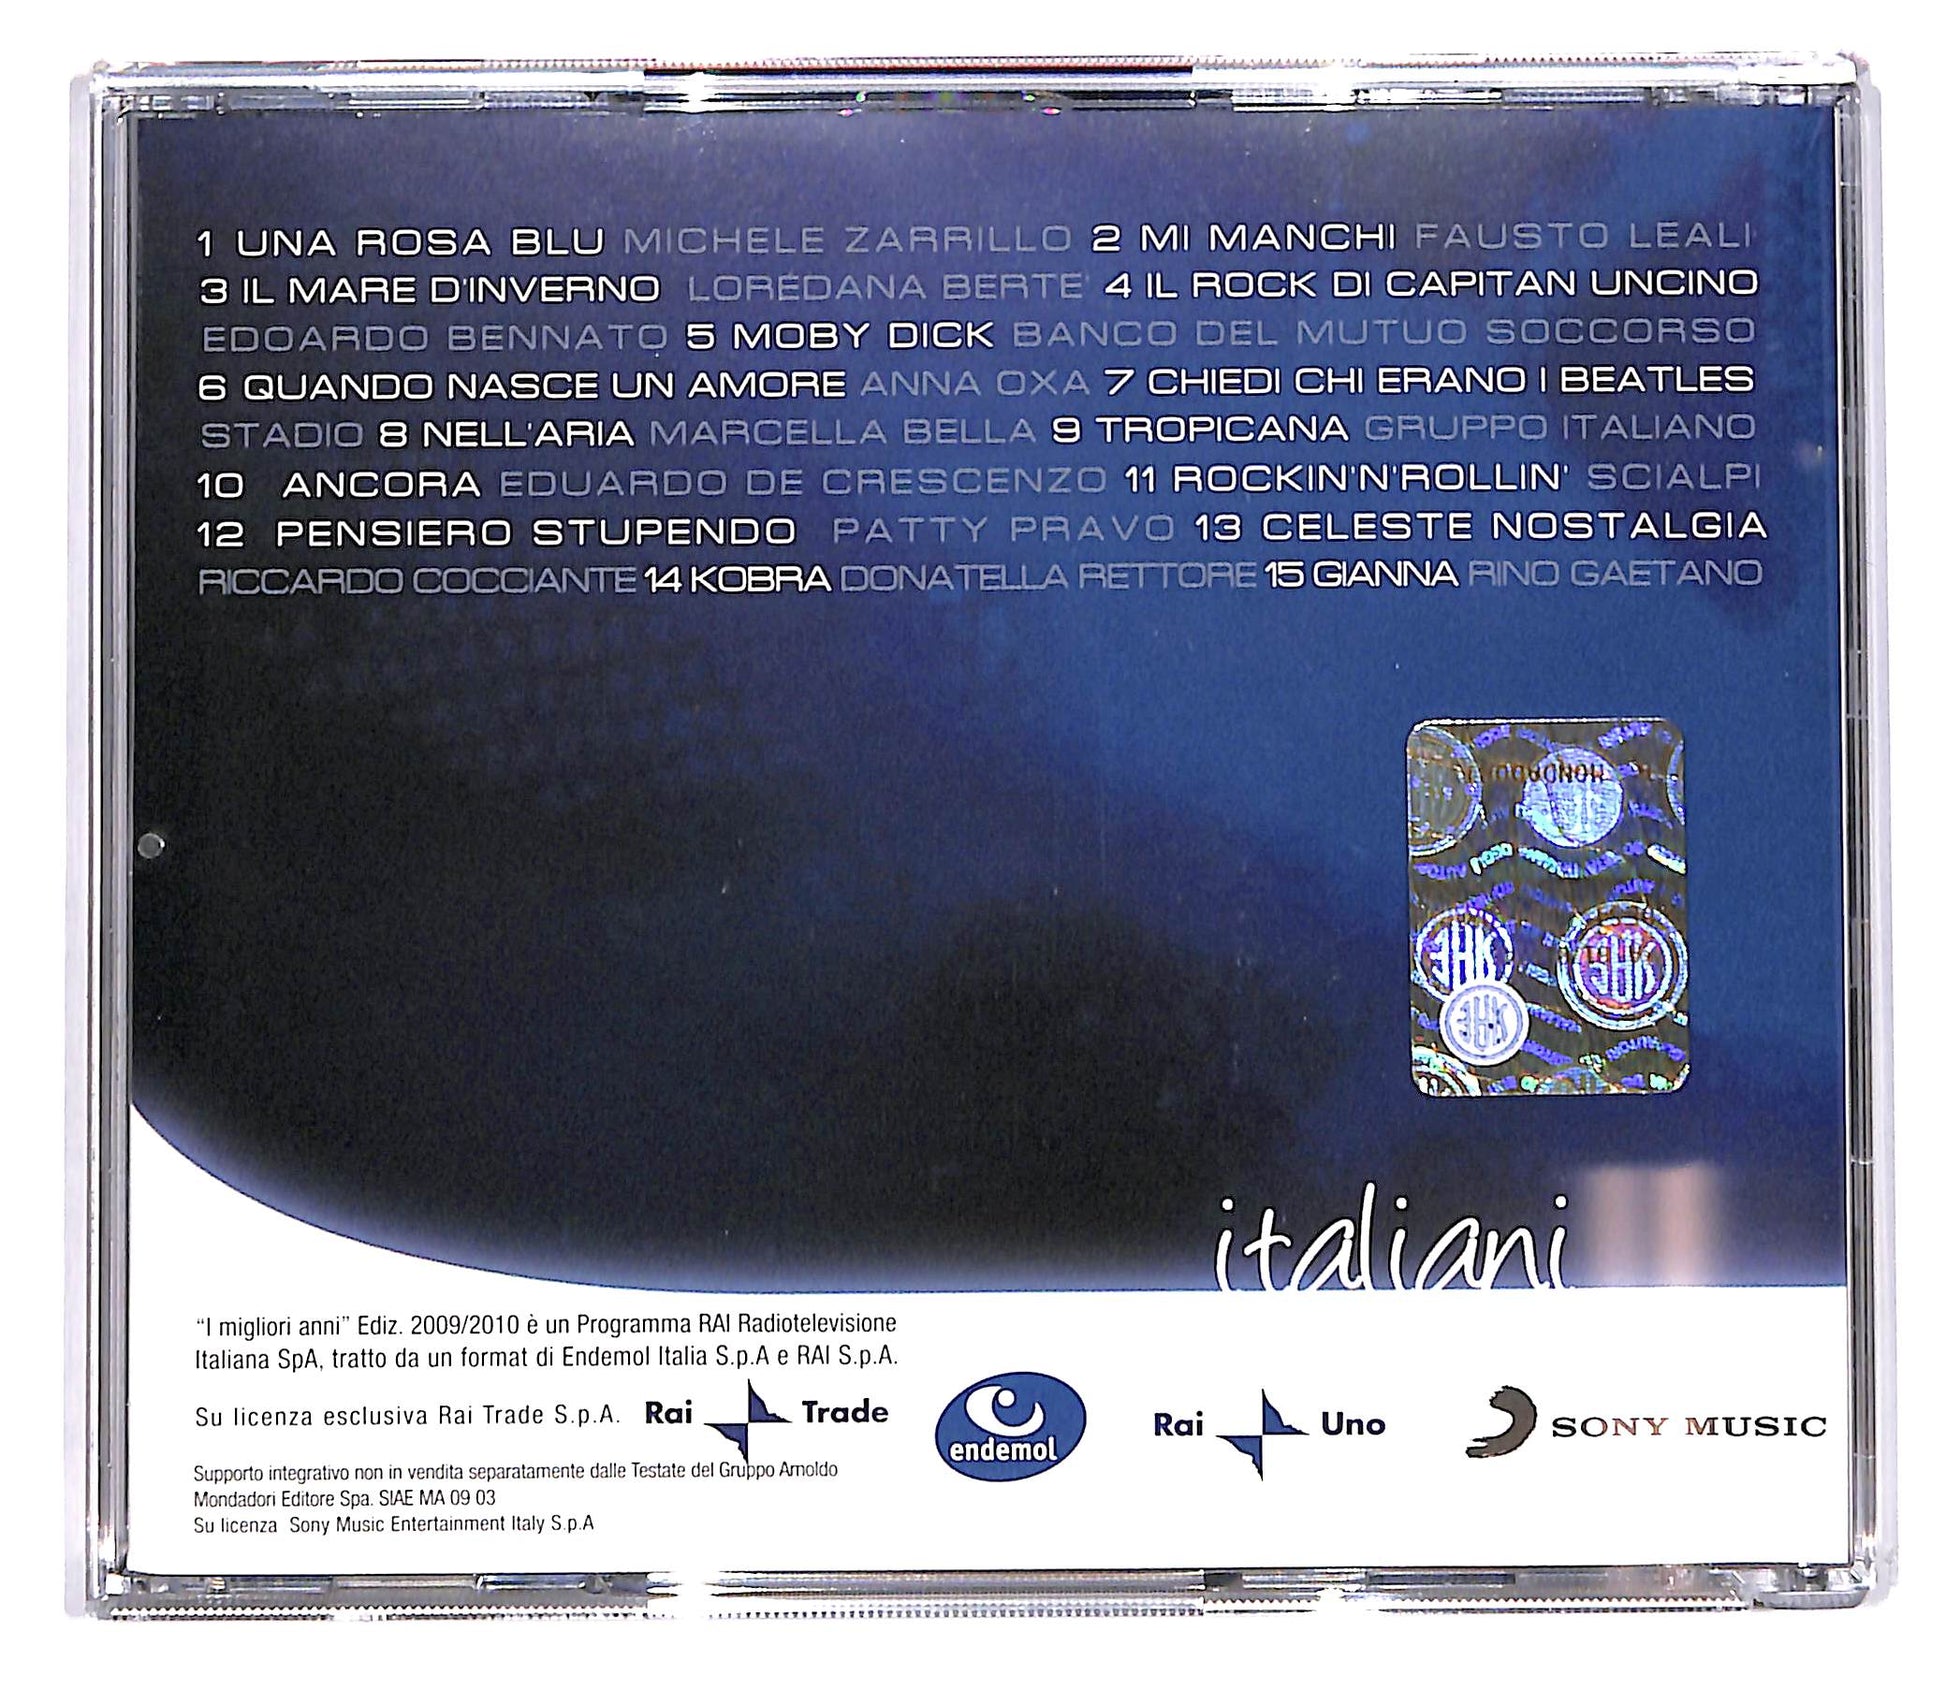 1 UNA ROSA BLU MICHELE ZARRILLO 2 MI MANCHI FAUSTO LEALI
3 IL MARE D'INVERNO LOREDANA BERTE' 4 IL ROCK DI CAPITAN UNCINO
EDOARDO BENNATO 5 MOBY DICK BANCO DEL MUTUO SOCCORSO
6 QUANDO NASCE UN AMORE ANNA OXA 7 CHIEDI CHI ERANO I BEATLES
STADIO 8 NELL'ARIA MARCELLA BELLA 9 TROPICANA GRUPPO ITALIANO
10 ANCORA EDUARDO DE CRESCENZO 11 ROCKIN'N'ROLLIN' SCIALPI
12 PENSIERO STUPENDO PATTY PRAVO 13 CELESTE NOSTALGIA
RICCARDO COCCIANTE 14 KOBRA DONATELLA RETTORE 15 GIANNA RINO GAETANO
italiani
“I migliori anni” Ediz. 2009/2010 è un Programma RAI Radiotelevisione
Italiana SpA, tratto da un format di Endemol Italia S.p.A e RAI S.p.A.
Su licenza esclusiva Rai Trade S.p.A. Rai Trade
endemol
Rai Uno
SONY MUSIC
Supporto integrativo non in vendita separatamente dalle Testate del Gruppo Arnoldo
Mondadori Editore Spa. SIAE MA 09 03
Su licenza Sony Music Entertainment Italy S.p.A